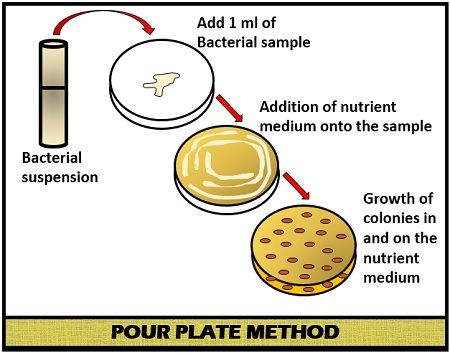 Add 1 ml of
Bacterial sample
Addition of nutrient
medium onto the sample
Bacterial
suspension
Growth of
colonies in
and on the
nutrient
medium
POUR PLATE METHOD